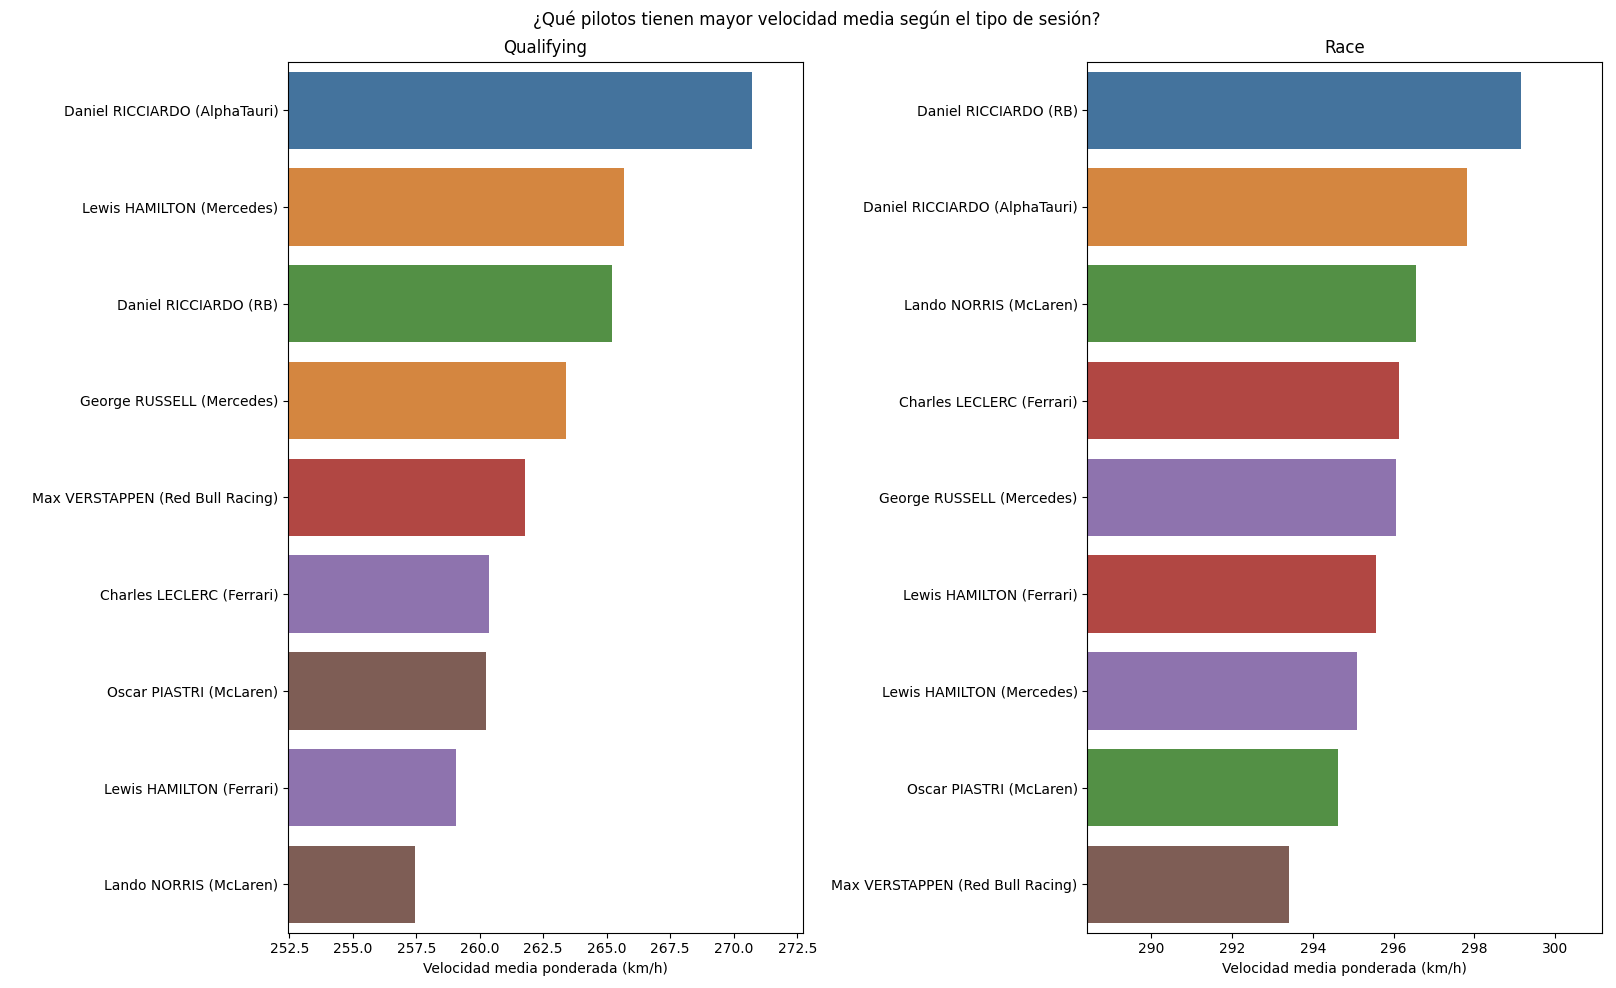 ¿Qué pilotos tienen mayor velocidad media según el tipo de sesión?
Qualifying
Daniel RICCIARDO (AlphaTauri)
Lewis HAMILTON (Mercedes)
Daniel RICCIARDO (RB)
George RUSSELL (Mercedes)
Max VERSTAPPEN (Red Bull Racing)
Charles LECLERC (Ferrari)
Oscar PIASTRI (McLaren)
Lewis HAMILTON (Ferrari)
Lando NORRIS (McLaren)
252.5 255.0 257.5 260.0 262.5 265.0 267.5 270.0 272.5
Velocidad media ponderada (km/h)
Race
Daniel RICCIARDO (RB)
Daniel RICCIARDO (AlphaTauri)
Lando NORRIS (McLaren)
Charles LECLERC (Ferrari)
George RUSSELL (Mercedes)
Lewis HAMILTON (Ferrari)
Lewis HAMILTON (Mercedes)
Oscar PIASTRI (McLaren)
Max VERSTAPPEN (Red Bull Racing)
290 292 294 296 298 300
Velocidad media ponderada (km/h)